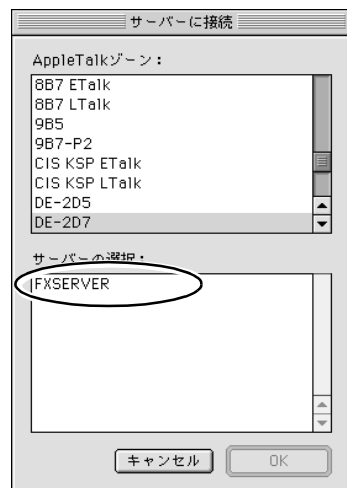 サーバーに接続
AppleTalkゾーン：
8B7 ETalk
8B7 LTalk
9B5
9B7-P2
CIS KSP ETalk
CIS KSP LTalk
DE-2D5
DE-2D7
サーバーの選択：
FXSERVER
キャンセル
OK